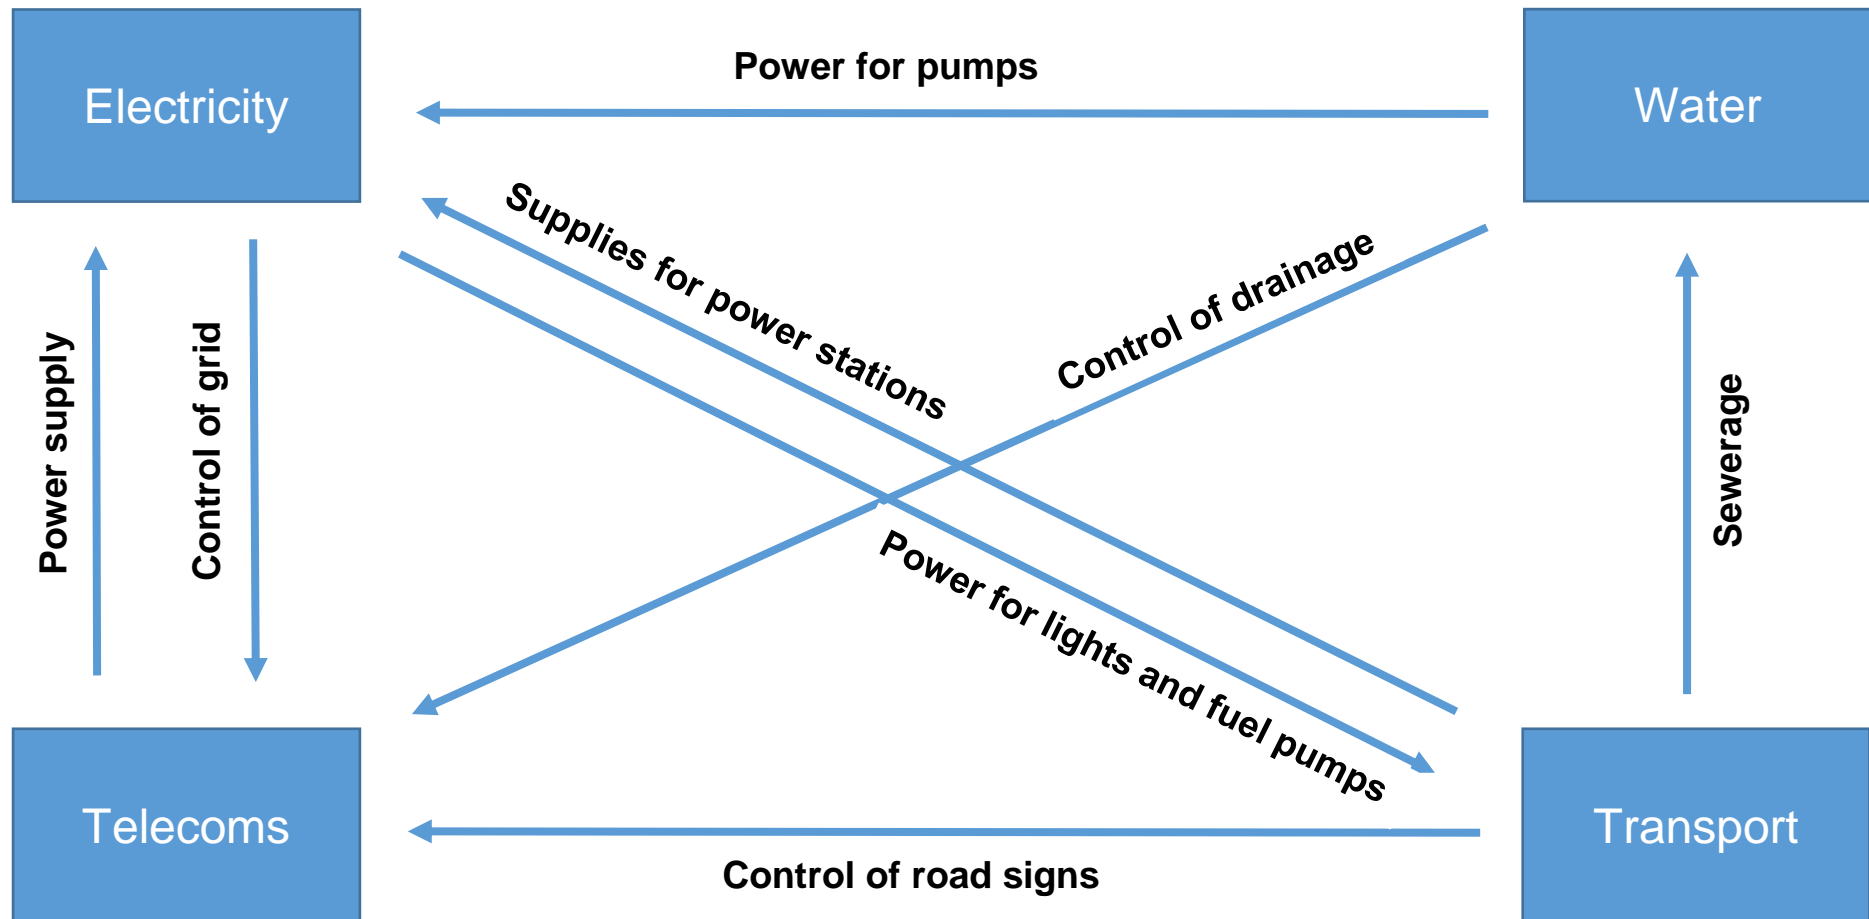 Electricity
Power for pumps
Water
Supplies for power stations
Control of drainage
Power supply
Control of grid
Sewerage
Power for lights and fuel pumps
Telecoms
Control of road signs
Transport